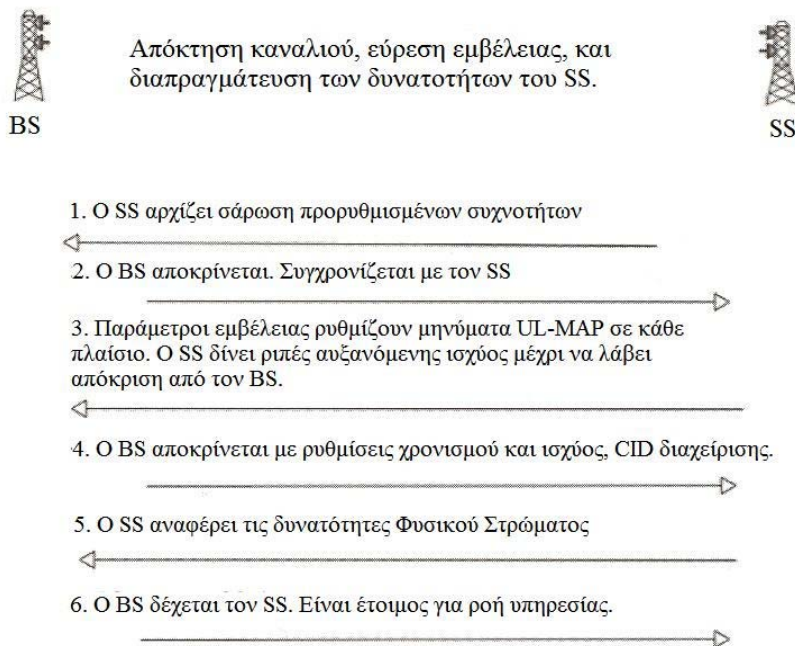 Απόκτηση καναλιού, εύρεση εμβέλειας, και
διαπραγμάτευση των δυνατοτήτων του SS.
BS
SS
1. Ο SS αρχίζει σάρωση προρυθμισμένων συχνοτήτων
2. Ο BS αποκρίνεται. Συγχρονίζεται με τον SS
3. Παράμετροι εμβέλειας ρυθμίζουν μηνύματα UL-MAP σε κάθε
πλαίσιο. Ο SS δίνει ριπές αυξανόμενης ισχύος μέχρι να λάβει
απόκριση από τον BS.
4. Ο BS αποκρίνεται με ρυθμίσεις χρονισμού και ισχύος, CID διαχείρισης.
5. Ο SS αναφέρει τις δυνατότητες Φυσικού Στρώματος
6. Ο BS δέχεται τον SS. Είναι έτοιμος για ροή υπηρεσίας.